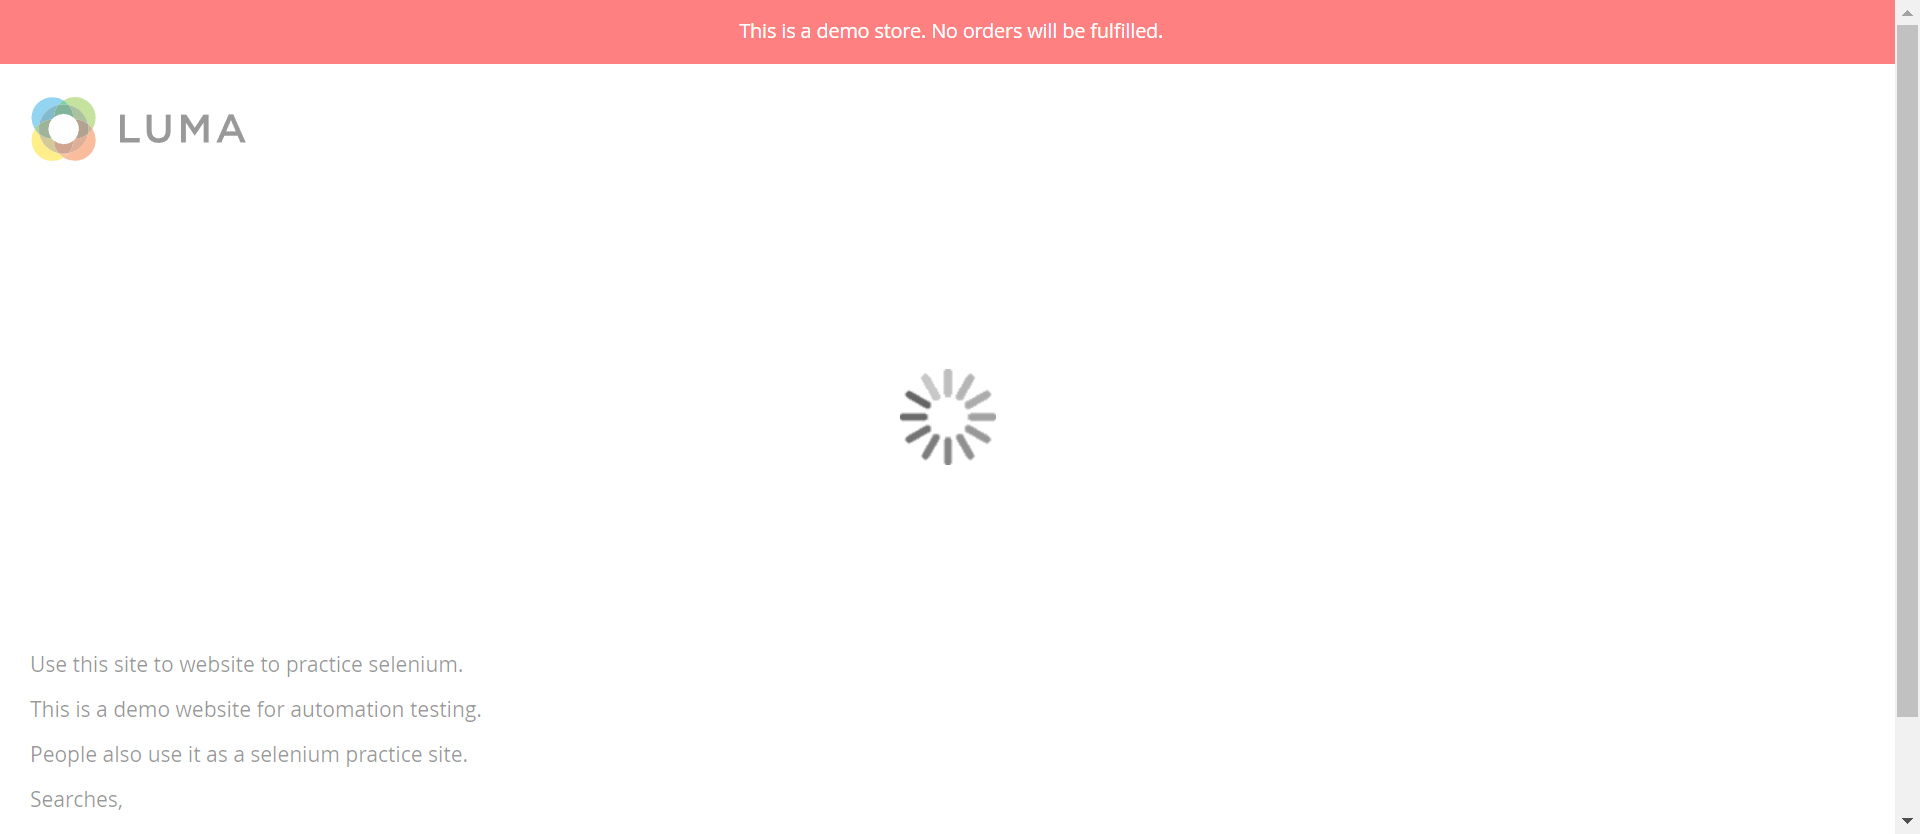 This is a demo store. No orders will be fulfilled.
LUMA
Use this site to website to practice selenium.
This is a demo website for automation testing.
People also use it as a selenium practice site.
Searches,